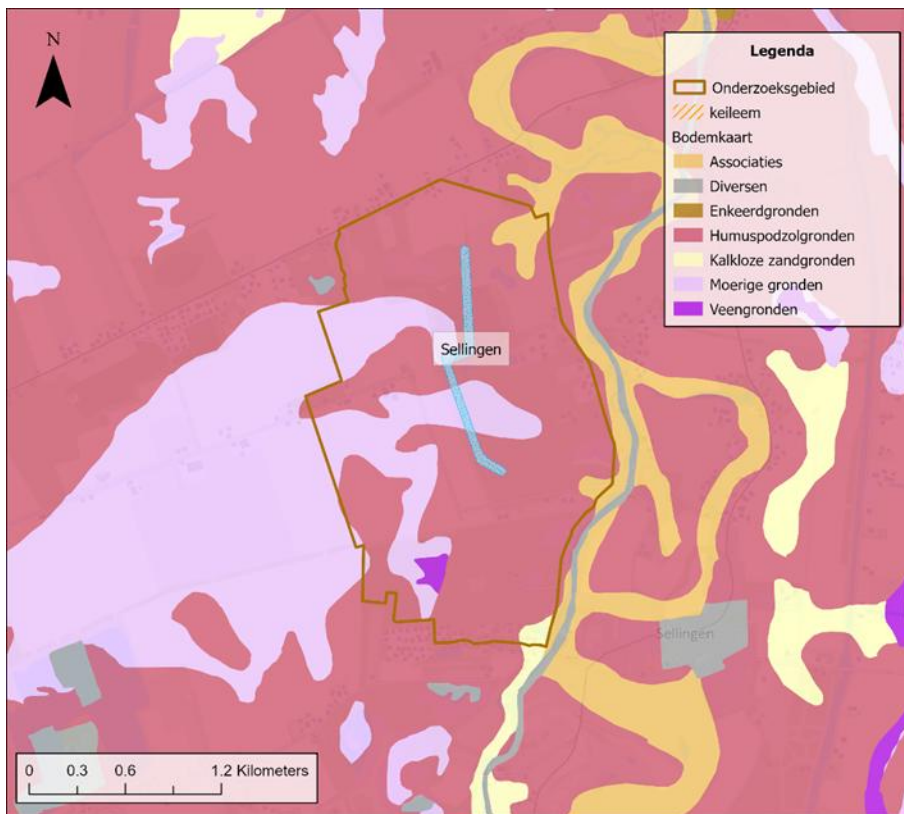 N
Legenda
Onderzoeksgebied
keileem
Bodemkaart
Associaties
Diversen
Enkeerdgronden
Humuspodzolgronden
Kalkloze zandgronden
Moerige gronden
Veengronden
Sellingen
Sellingen
0 0.3 0.6 1.2 Kilometers